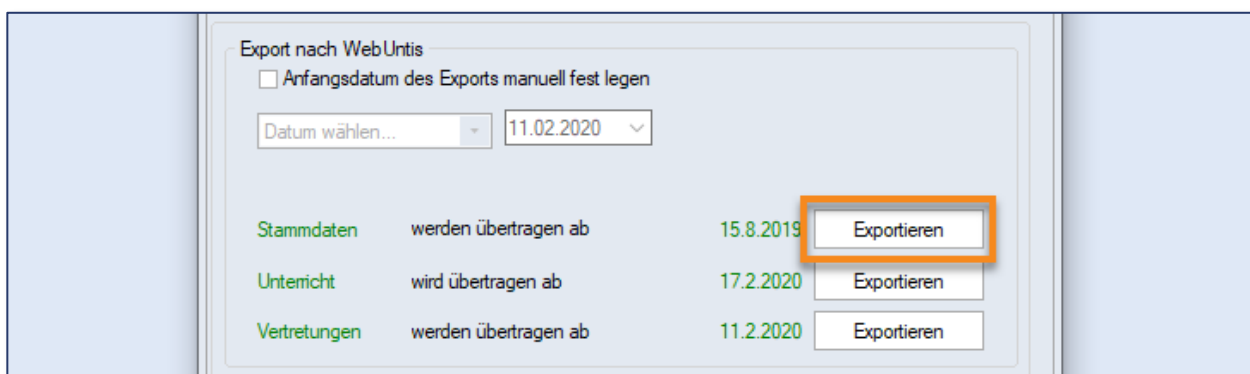 Export nach WebUntis
Anfangsdatum des Exports manuell fest legen
Datum wählen... 11.02.2020
Stammdaten werden übertragen ab 15.8.2019 Exportieren
Unterricht wird übertragen ab 17.2.2020 Exportieren
Vertretungen werden übertragen ab 11.2.2020 Exportieren